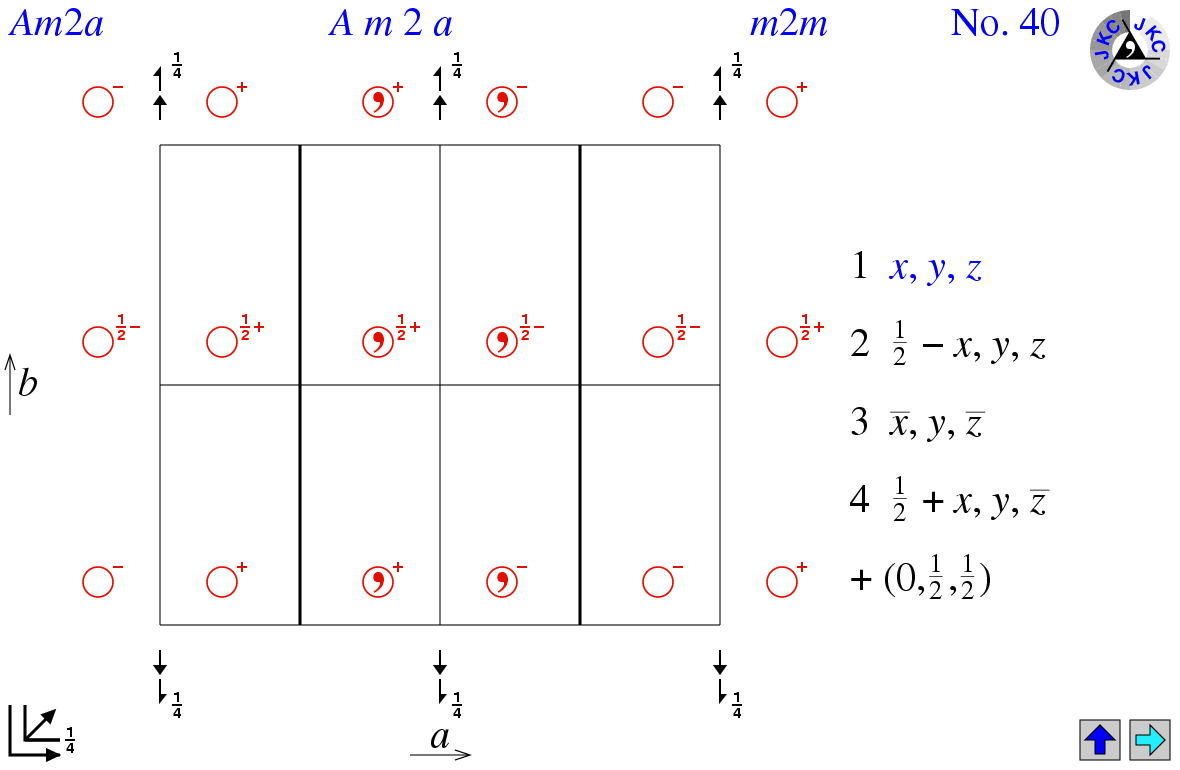 Am2a A m 2 a m2m No. 40
JKC JKC JKC
1/4 1/4 1/4
− + + − − +
1 x, y, z
1/2− 1/2+ 1/2+ 1/2− 1/2− 1/2+
2 1/2 − x, y, z
b
3 x̅, y, z̅
4 1/2 + x, y, z̅
− + + − − +
+ (0,1/2,1/2)
1/4 1/4 1/4
1/4
a